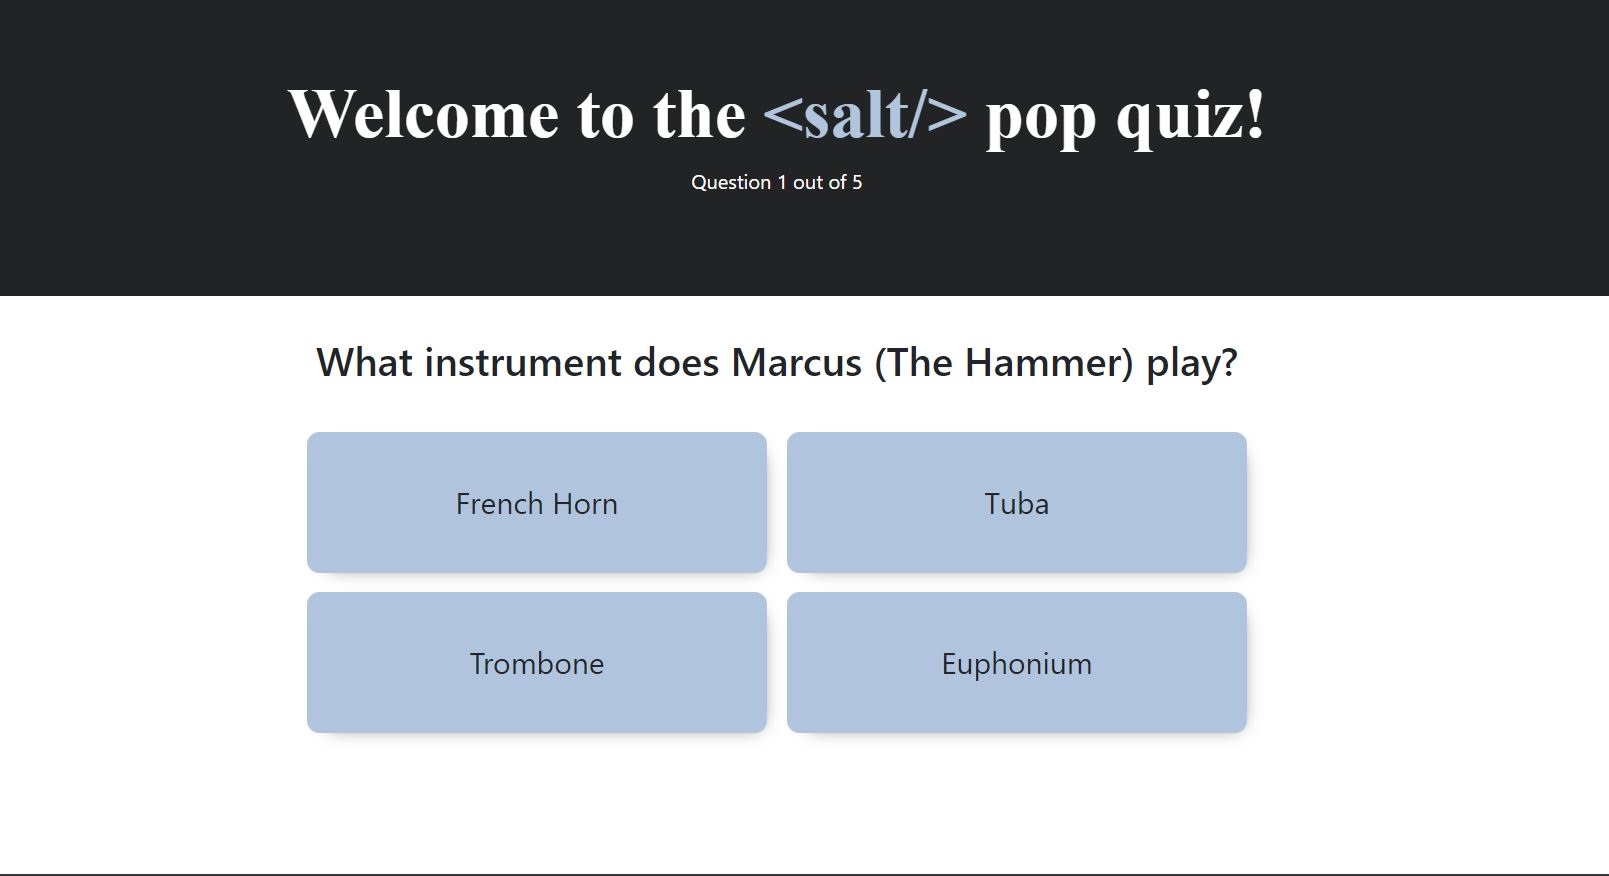 Welcome to the <salt/> pop quiz!
Question 1 out of 5
What instrument does Marcus (The Hammer) play?
French Horn
Tuba
Trombone
Euphonium